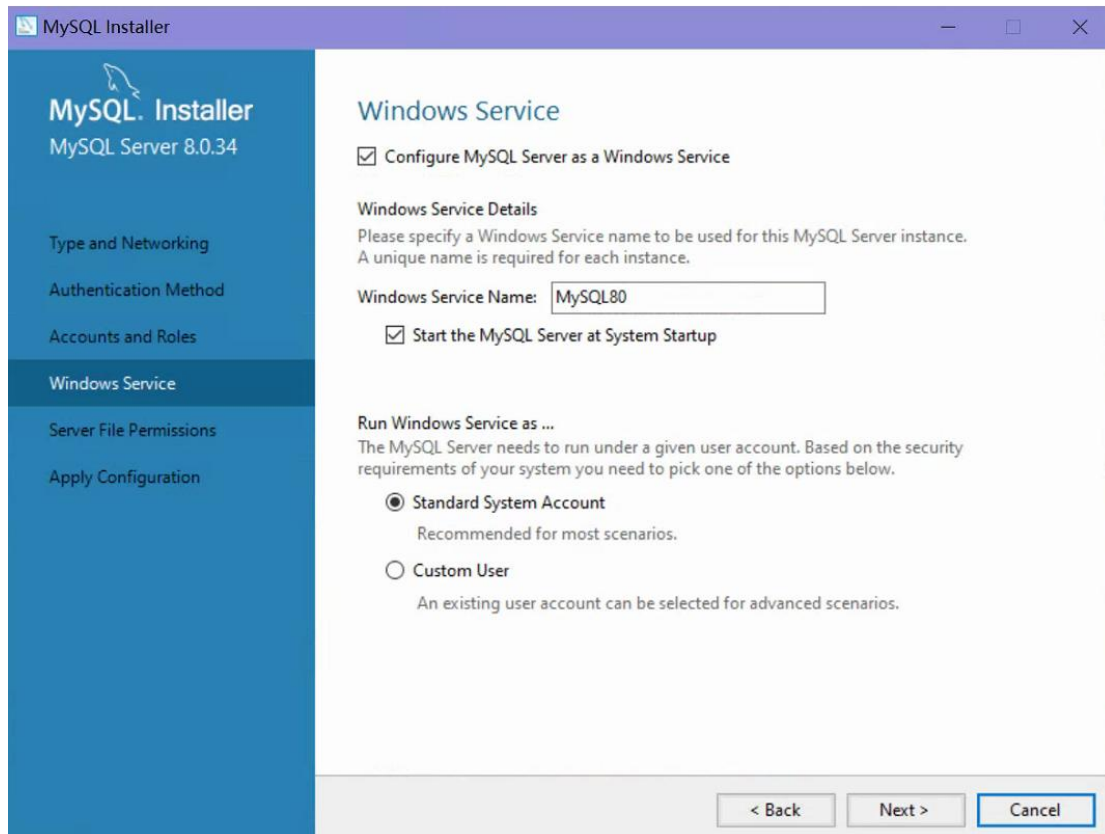 MySQL Installer
MySQL. Installer
MySQL Server 8.0.34
Type and Networking
Authentication Method
Accounts and Roles
Windows Service
Server File Permissions
Apply Configuration
Windows Service
Configure MySQL Server as a Windows Service
Windows Service Details
Please specify a Windows Service name to be used for this MySQL Server instance.
A unique name is required for each instance.
Windows Service Name: MySQL80
Start the MySQL Server at System Startup
Run Windows Service as ...
The MySQL Server needs to run under a given user account. Based on the security
requirements of your system you need to pick one of the options below.
Standard System Account
Recommended for most scenarios.
Custom User
An existing user account can be selected for advanced scenarios.
< Back Next > Cancel